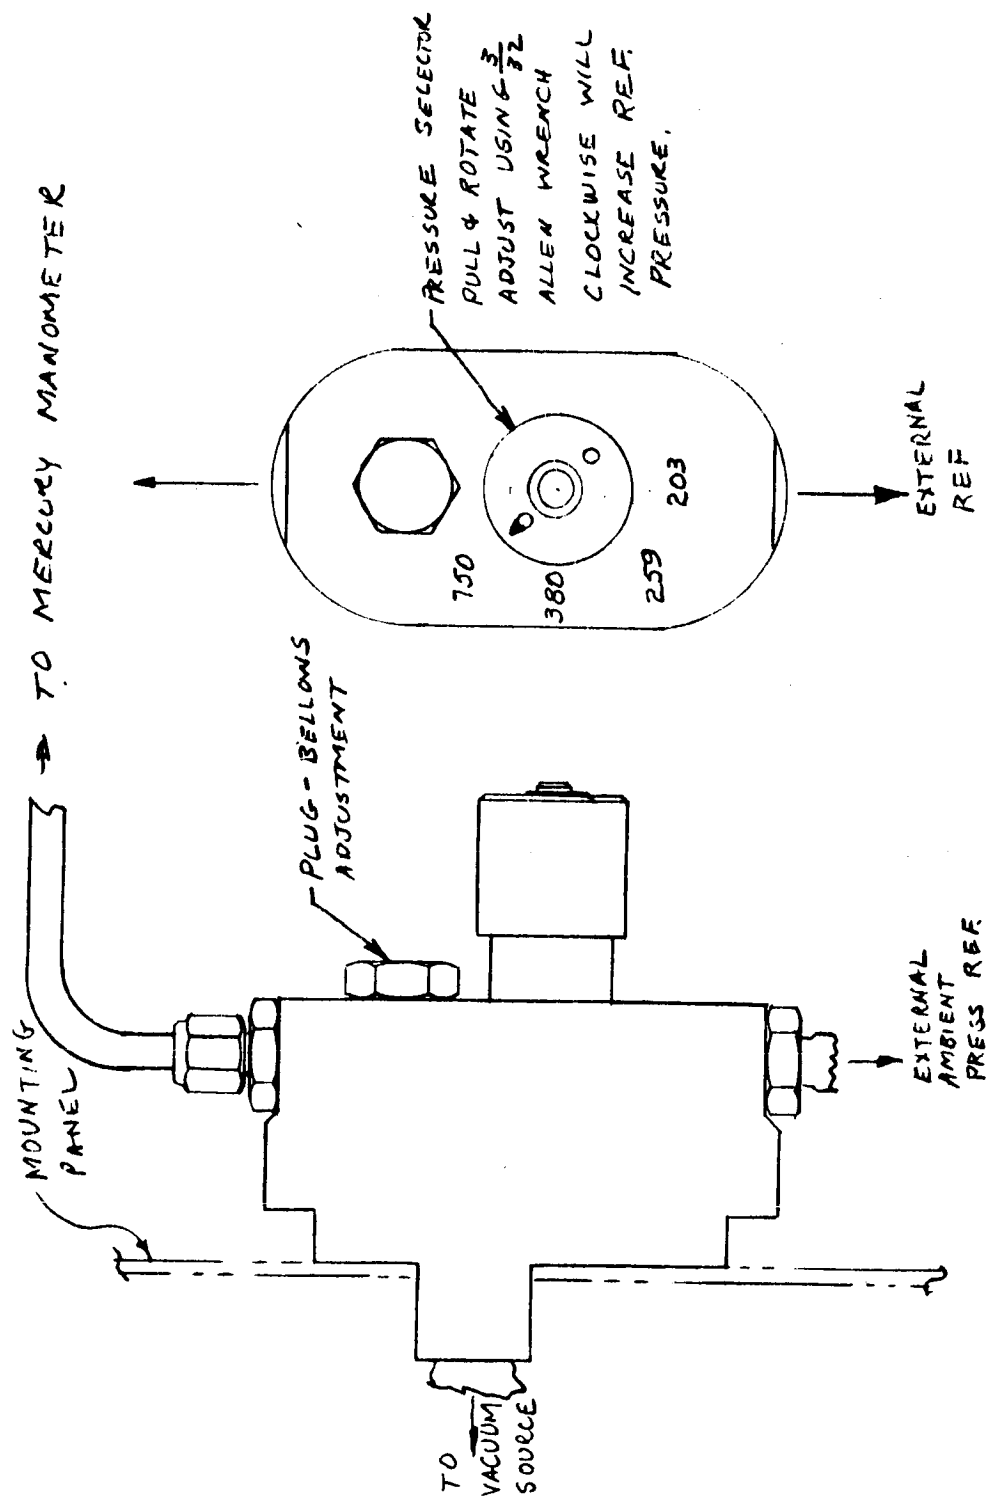 TO MERCURY MANOMETER
PRESSURE SELECTOR
PULL & ROTATE
ADJUST USING 3/32
ALLEN WRENCH
CLOCKWISE WILL
INCREASE REF.
PRESSURE.
750
380
259
203
EXTERNAL
REF
MOUNTING
PANEL
PLUG - BELLOWS
ADJUSTMENT
EXTERNAL
AMBIENT
PRESS REF.
TO
VACUUM
SOURCE